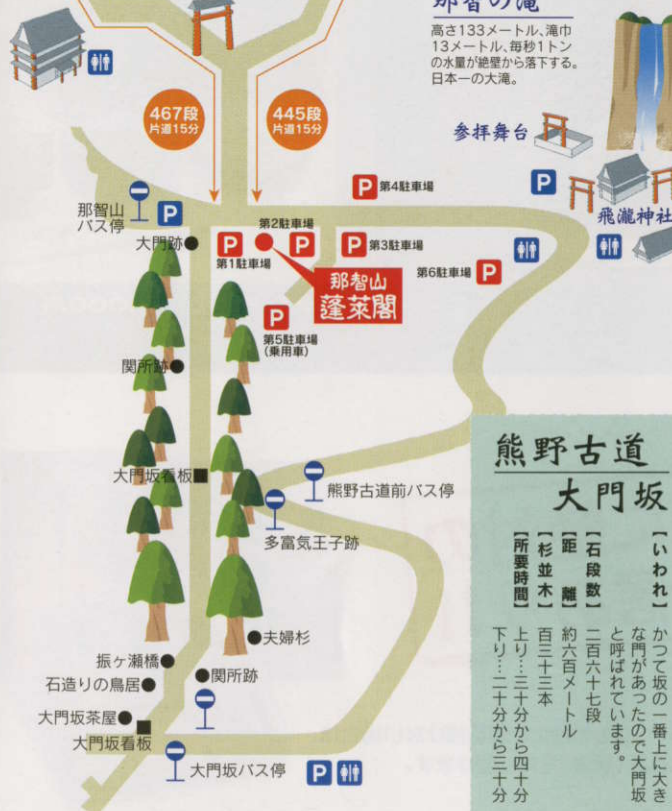 那智の滝
高さ133メートル、滝巾
13メートル、毎秒1トン
の水量が絶壁から落下する。
日本一の大滝。
参拝舞台
P
飛瀧神社
467段
片道15分
445段
片道15分
P 第4駐車場
那智山
バス停
P
大門跡
P
第1駐車場
第2駐車場
P
P 第3駐車場
第6駐車場 P
那智山
蓬莱閣
P
第5駐車場
(乗用車)
関所跡
大門坂看板
熊野古道前バス停
多富気王子跡
夫婦杉
振ヶ瀬橋
石造りの鳥居
関所跡
大門坂茶屋
大門坂看板
大門坂バス停
P
熊野古道
大門坂
【いわれ】 かつて坂の一番上に大き
な門があったので大門坂
と呼ばれています。
【石段数】 二百六十七段
【距 離】 約六百メートル
【杉並木】 百三十三本
【所要時間】 上り…三十分から四十分
下り…二十分から三十分